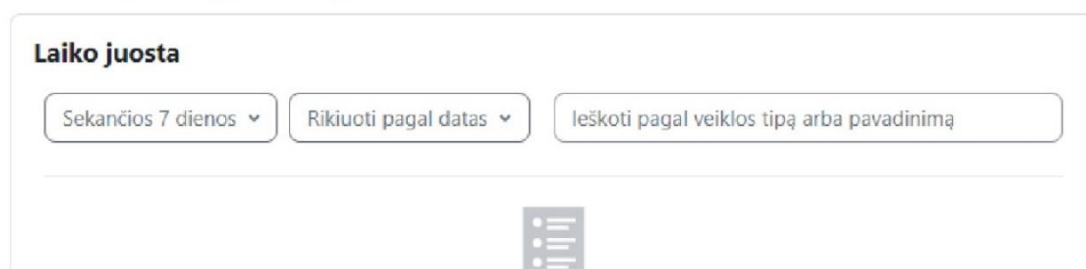 Laiko juosta
Sekančios 7 dienos
Rikiuoti pagal datas
Ieškoti pagal veiklos tipą arba pavadinimą